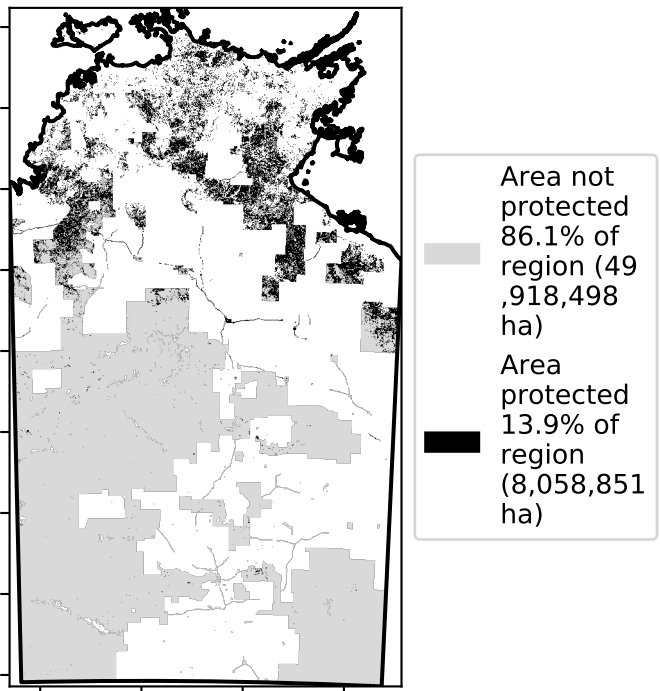 Area not
protected
86.1% of
region (49
,918,498
ha)
Area
protected
13.9% of
region
(8,058,851
ha)